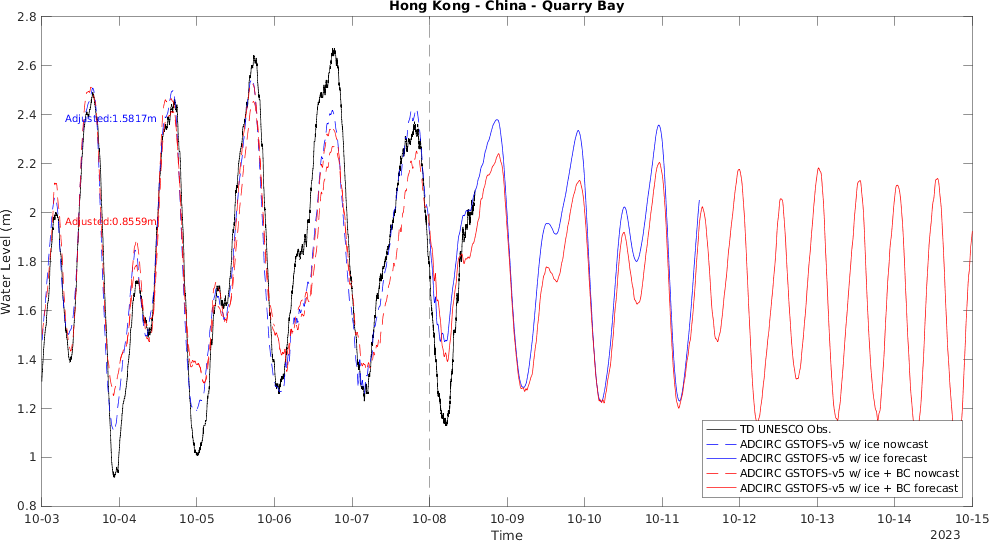 Hong Kong - China - Quarry Bay
2.8
2.6
2.4
2.2
2
1.8
1.6
1.4
1.2
1
0.8
Water Level (m)
Adjusted:1.5817m
Adjusted:0.8559m
TD UNESCO Obs.
ADCIRC GSTOFS-v5 w/ ice nowcast
ADCIRC GSTOFS-v5 w/ ice forecast
ADCIRC GSTOFS-v5 w/ ice + BC nowcast
ADCIRC GSTOFS-v5 w/ ice + BC forecast
10-03 10-04 10-05 10-06 10-07 10-08 10-09 10-10 10-11 10-12 10-13 10-14 10-15
Time
2023